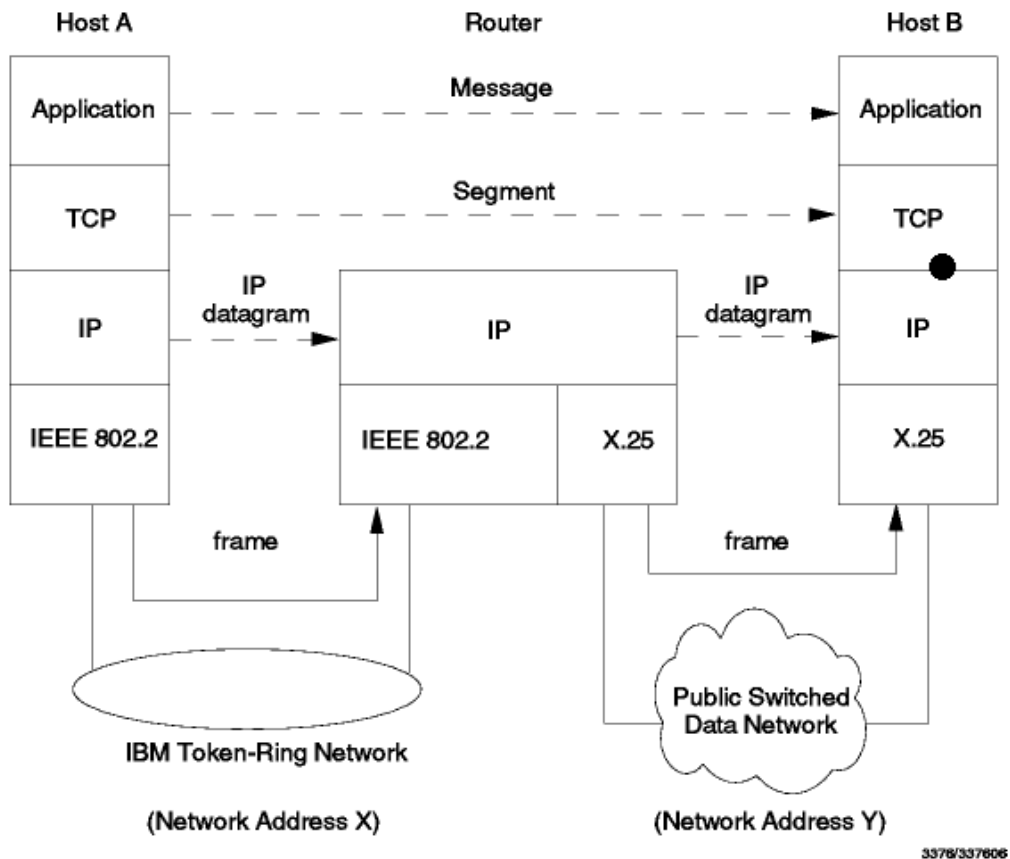 Host A
Router
Host B
Application
Message
Application
TCP
Segment
TCP
IP
IP
datagram
IP
IP
datagram
IP
IEEE 802.2
IEEE 802.2
X.25
X.25
frame
frame
Public Switched
Data Network
IBM Token-Ring Network
(Network Address X)
(Network Address Y)
3376/337606